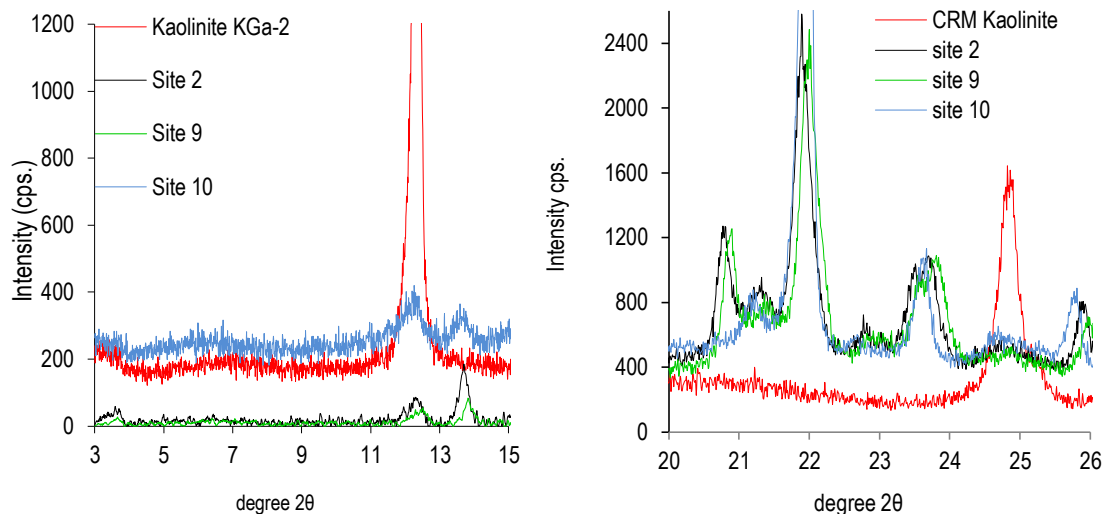 1200
1000
800
600
400
200
0
Intensity (cps.)
Kaolinite KGa-2
Site 2
Site 9
Site 10
3 5 7 9 11 13 15
degree 2θ
2400
2000
1600
1200
800
400
0
Intensity cps.
CRM Kaolinite
site 2
site 9
site 10
20 21 22 23 24 25 26
degree 2θ